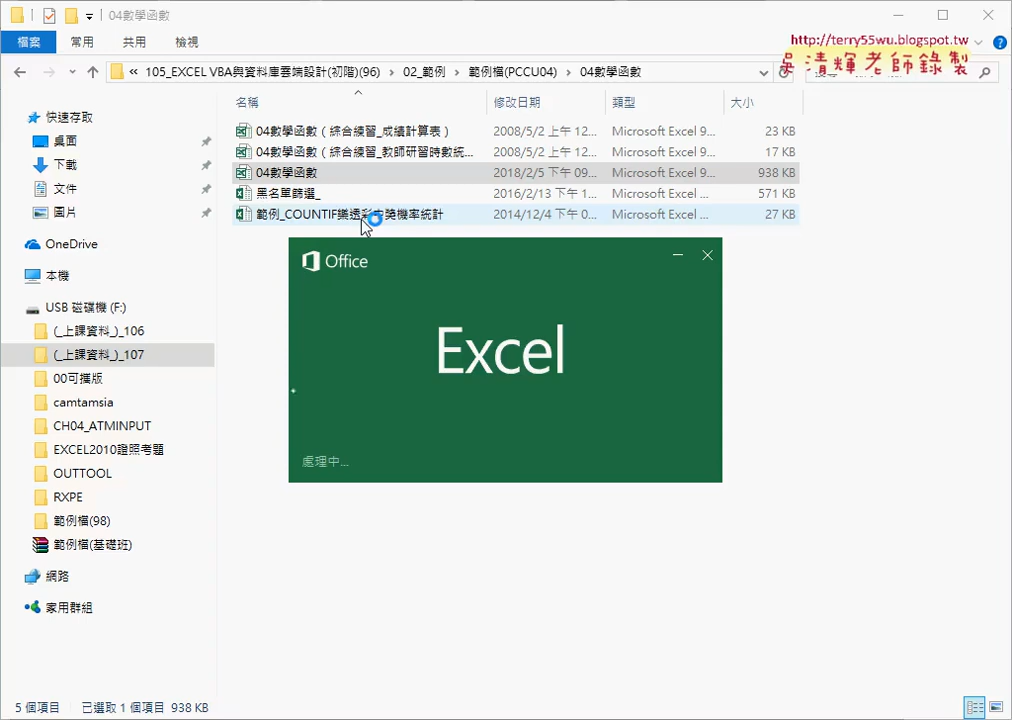 04數學函數
檔案 常用 共用 檢視
http://terry55wu.blogspot.tw
吳清輝老師錄製
« 105_EXCEL VBA與資料庫雲端設計(初階)(96) › 02_範例 › 範例檔(PCCU04) › 04數學函數
名稱 修改日期 類型 大小
快速存取
桌面
下載
文件
圖片
OneDrive
本機
USB 磁碟機 (F:)
(_上課資料_)_106
(_上課資料_)_107
00可攜版
camtamsia
CH04_ATMINPUT
EXCEL2010證照考題
OUTTOOL
RXPE
範例檔(98)
範例檔(基礎班)
網路
家用群組
04數學函數（綜合練習_成績計算表） 2008/5/2 上午 12... Microsoft Excel 9... 23 KB
04數學函數（綜合練習_教師研習時數統... 2008/5/2 上午 12... Microsoft Excel 9... 17 KB
04數學函數 2018/2/5 下午 09... Microsoft Excel 9... 938 KB
黑名單篩選_ 2016/2/13 下午 1... Microsoft Excel ... 571 KB
範例_COUNTIF樂透彩中獎機率統計 2014/12/4 下午 0... Microsoft Excel ... 27 KB
Office
Excel
處理中...
5 個項目 已選取 1 個項目 938 KB